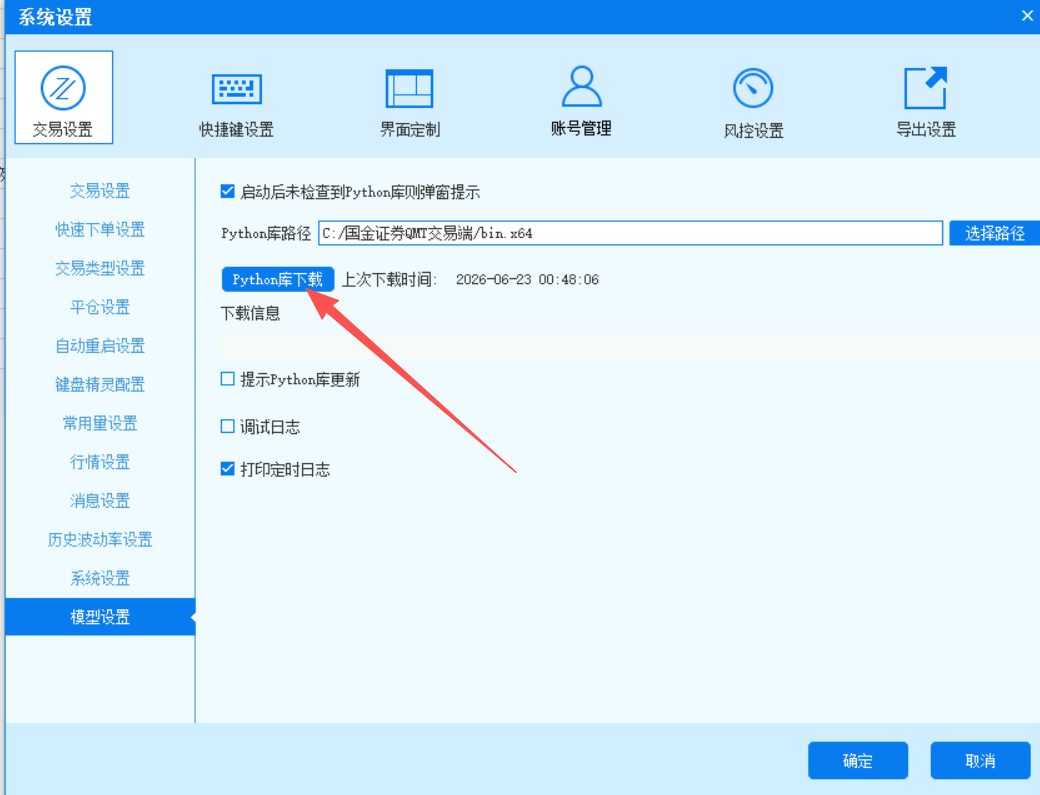 系统设置
交易设置
快捷键设置
界面定制
账号管理
风控设置
导出设置
交易设置
快速下单设置
交易类型设置
平仓设置
自动重启设置
键盘精灵配置
常用量设置
行情设置
消息设置
历史波动率设置
系统设置
模型设置
启动后未检查到Python库则弹窗提示
Python库路径 C:/国金证券QMT交易端/bin.x64 选择路径
Python库下载 上次下载时间: 2026-06-23 00:48:06
下载信息
提示Python库更新
调试日志
打印定时日志
确定 取消